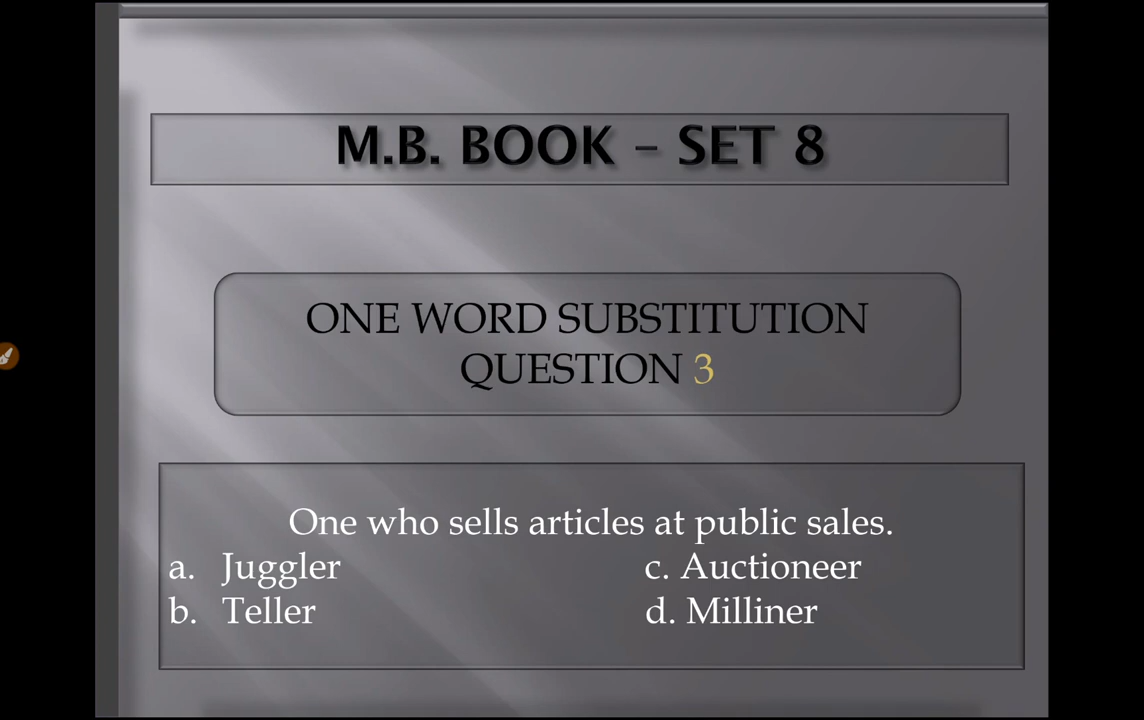 M.B. BOOK – SET 8
ONE WORD SUBSTITUTION
QUESTION 3
One who sells articles at public sales.
a. Juggler c. Auctioneer
b. Teller d. Milliner